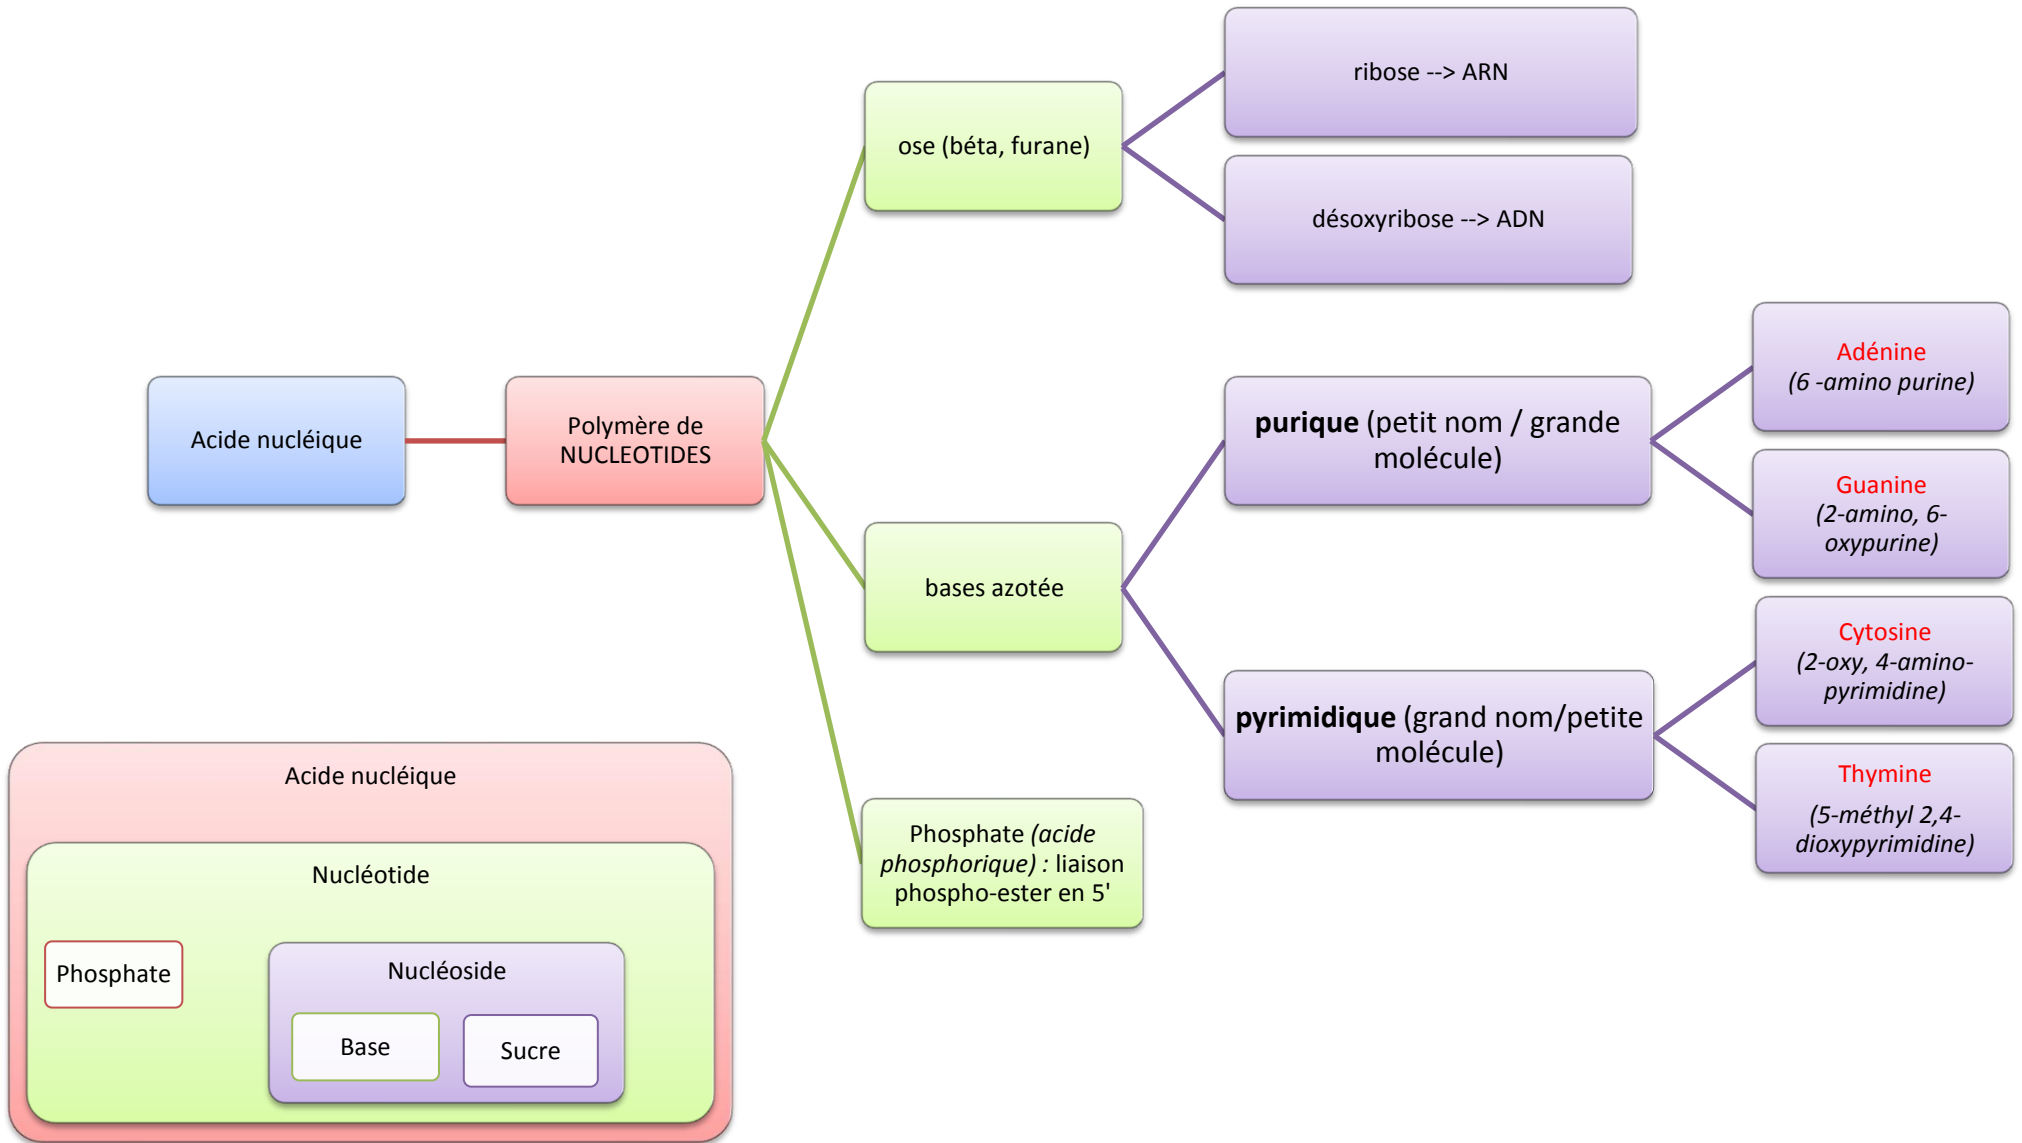 Acide nucléique
Polymère de
NUCLEOTIDES
ose (béta, furane)
ribose --> ARN
désoxyribose --> ADN
bases azotée
purique (petit nom / grande
molécule)
Adénine
(6 -amino purine)
Guanine
(2-amino, 6-
oxypurine)
pyrimidique (grand nom/petite
molécule)
Cytosine
(2-oxy, 4-amino-
pyrimidine)
Thymine
(5-méthyl 2,4-
dioxypyrimidine)
Phosphate (acide
phosphorique) : liaison
phospho-ester en 5'
Acide nucléique
Nucléotide
Phosphate
Nucléoside
Base
Sucre